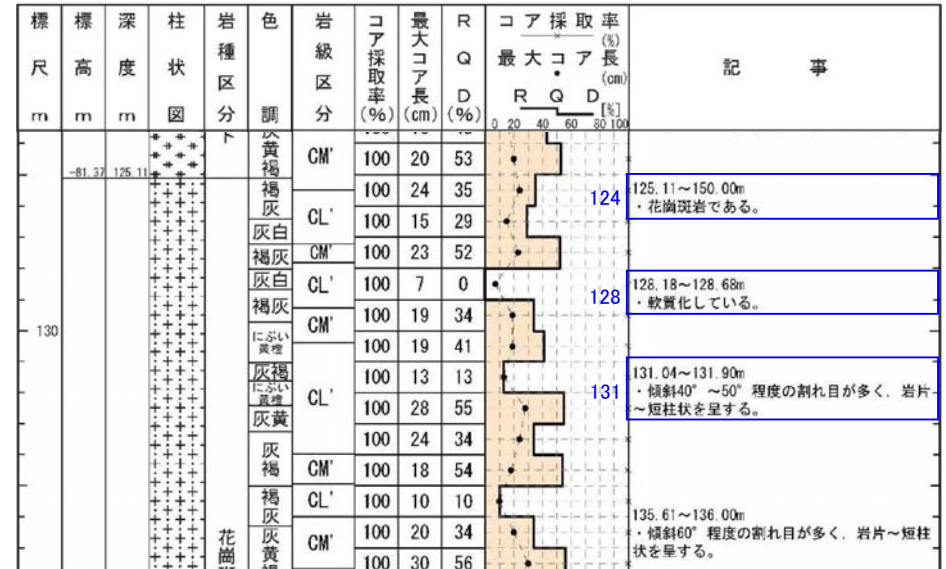 標尺 m
標高 m
深度 m
柱状図
岩種区分
色調
岩級区分
コア採取率(%)
最大コア長(cm)
RQD(%)
コア採取率(%)
最大コア長(cm)
RQD[%]
0 20 40 60 80 100
記事
黄褐 CM' 100 20 53
-81.37 125.11
褐灰 100 24 35
124
125.11~150.00m
・花崗斑岩である。
CL' 100 15 29
灰白
褐灰 CM' 100 23 52
灰白 CL' 100 7 0
128
128.18~128.68m
・軟質化している。
褐灰 100 19 34
130
CM'
にぶい黄橙 100 19 41
灰褐 100 13 13
131
131.04~131.90m
・傾斜40°~50°程度の割れ目が多く、岩片
~短柱状を呈する。
にぶい黄橙 CL' 100 28 55
灰黄
灰褐 100 24 34
CM' 100 18 54
褐灰 CL' 100 10 10
135.61~136.00m
・傾斜60°程度の割れ目が多く、岩片~短柱
状を呈する。
花崗
灰黄 CM' 100 20 34
100 30 56